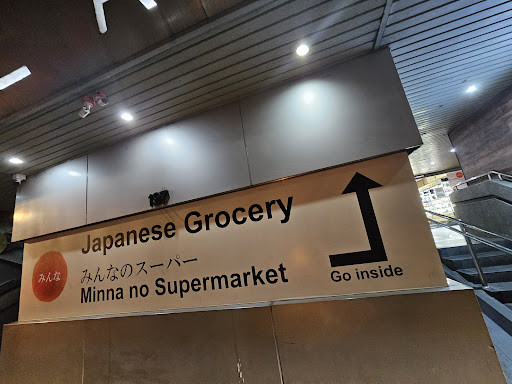 Japanese Grocery
みんな
みんなのスーパー
Minna no Supermarket
Go inside